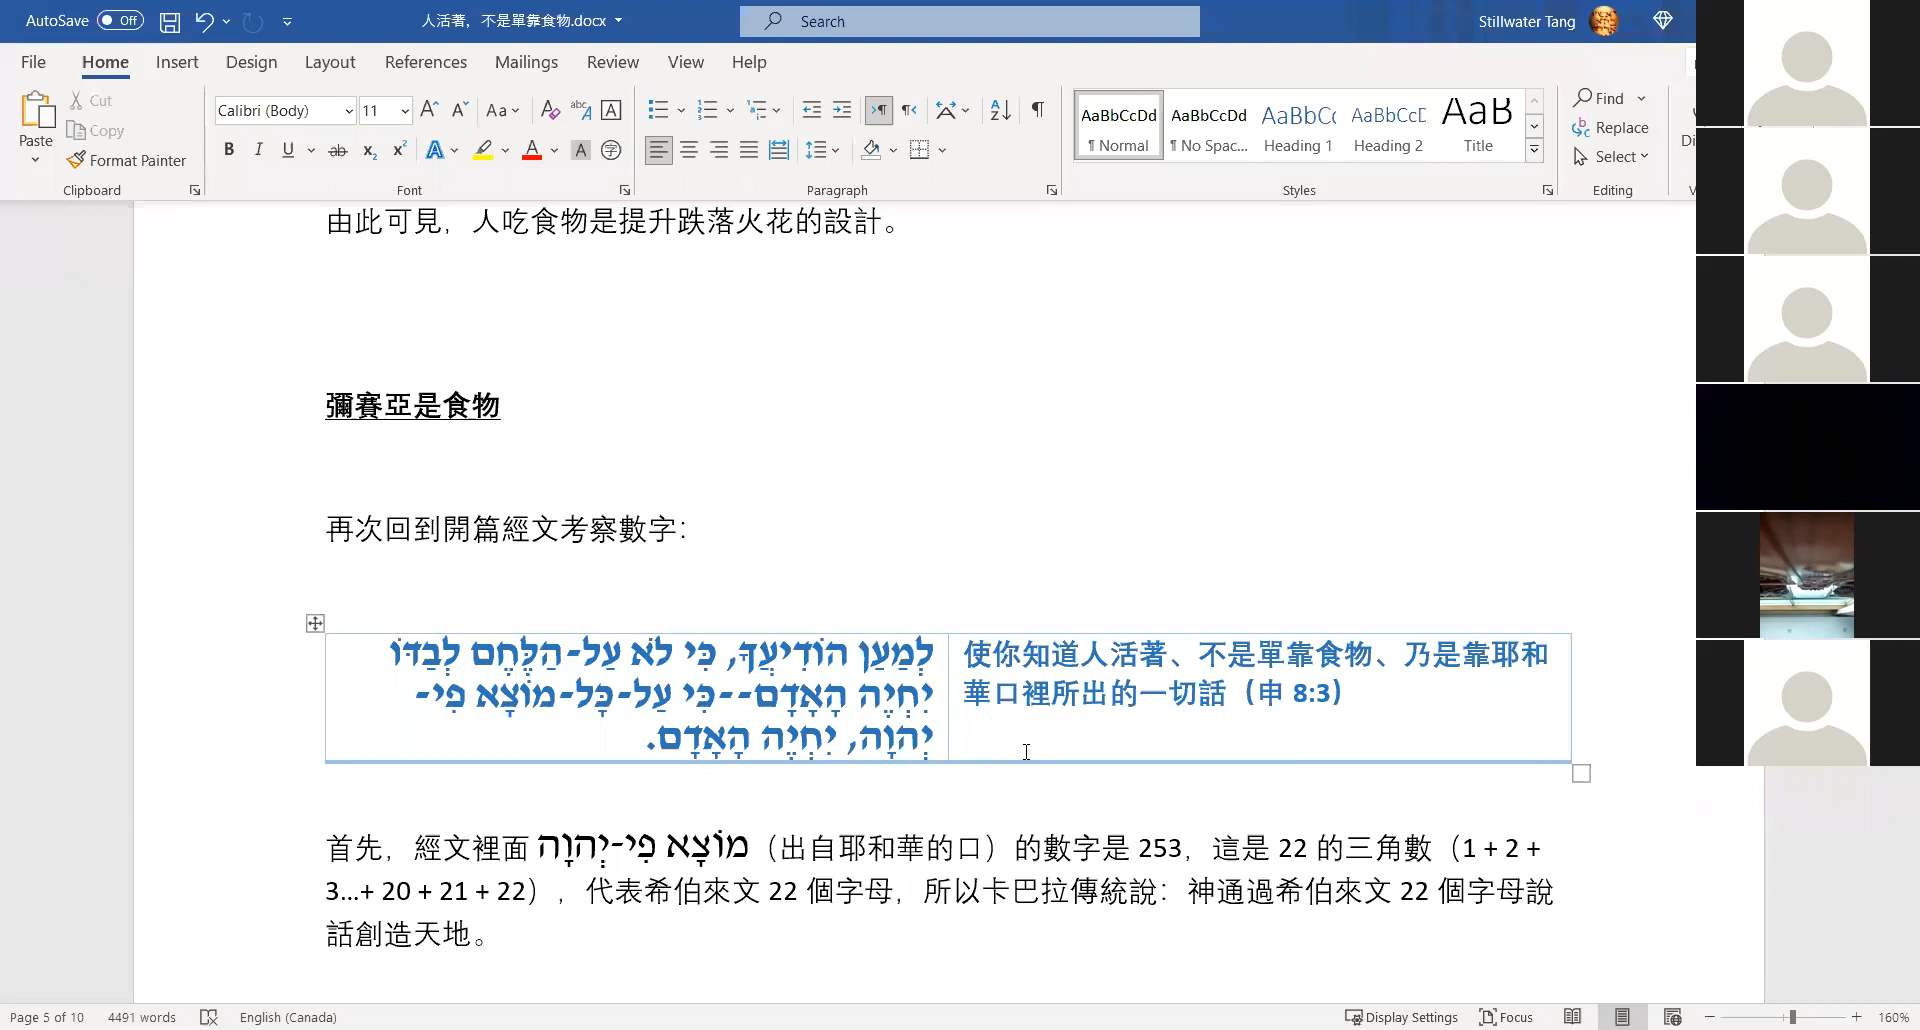 AutoSave Off 人活著，不是單靠食物.docx Search Stillwater Tang
File Home Insert Design Layout References Mailings Review View Help
Paste Cut Copy Format Painter
Calibri (Body) 11
AaBbCcDd AaBbCcDd AaBbCc AaBbCcD AaB
¶ Normal ¶ No Spac... Heading 1 Heading 2 Title
Find Replace Select
Clipboard Font Paragraph Styles Editing
由此可見，人吃食物是提升跌落火花的設計。
彌賽亞是食物
再次回到開篇經文考察數字：
לְמַעַן הוֹדִיעֲךָ, כִּי לֹא עַל-הַלֶּחֶם לְבַדּוֹ
יִחְיֶה הָאָדָם--כִּי עַל-כָּל-מוֹצָא פִי-
יְהוָה, יִחְיֶה הָאָדָם.
使你知道人活著、不是單靠食物、乃是靠耶和
華口裡所出的一切話（申 8:3）
首先，經文裡面 מוֹצָא פִי-יְהוָה（出自耶和華的口）的數字是 253，這是 22 的三角數（1 + 2 +
3...+ 20 + 21 + 22），代表希伯來文 22 個字母，所以卡巴拉傳統說：神通過希伯來文 22 個字母說
話創造天地。
Page 5 of 10 4491 words English (Canada) Display Settings Focus 160%